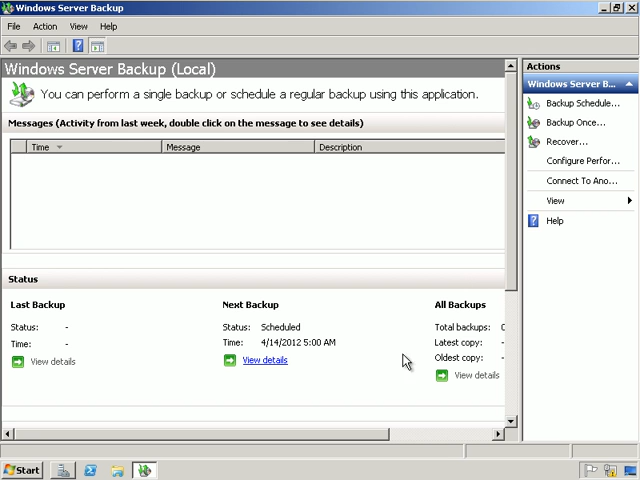 Windows Server Backup
File Action View Help
Windows Server Backup (Local)
You can perform a single backup or schedule a regular backup using this application.
Messages (Activity from last week, double click on the message to see details)
Time Message Description
Status
Last Backup
Status: -
Time: -
View details
Next Backup
Status: Scheduled
Time: 4/14/2012 5:00 AM
View details
All Backups
Total backups: 0
Latest copy: -
Oldest copy: -
View details
Actions
Windows Server B...
Backup Schedule...
Backup Once...
Recover...
Configure Perfor...
Connect To Ano...
View
Help
Start